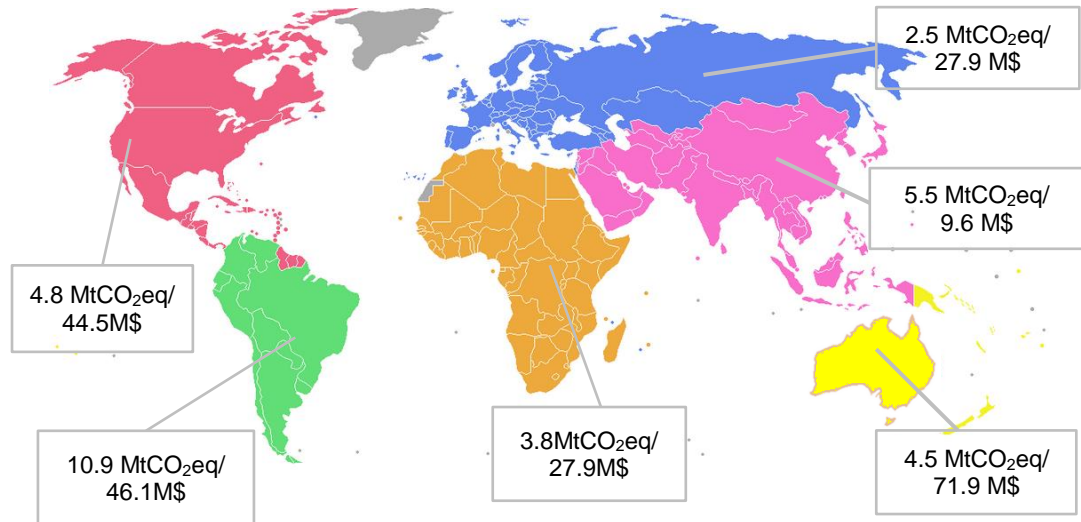 2.5 MtCO₂eq/
27.9 M$
5.5 MtCO₂eq/
9.6 M$
4.8 MtCO₂eq/
44.5M$
10.9 MtCO₂eq/
46.1M$
3.8MtCO₂eq/
27.9M$
4.5 MtCO₂eq/
71.9 M$